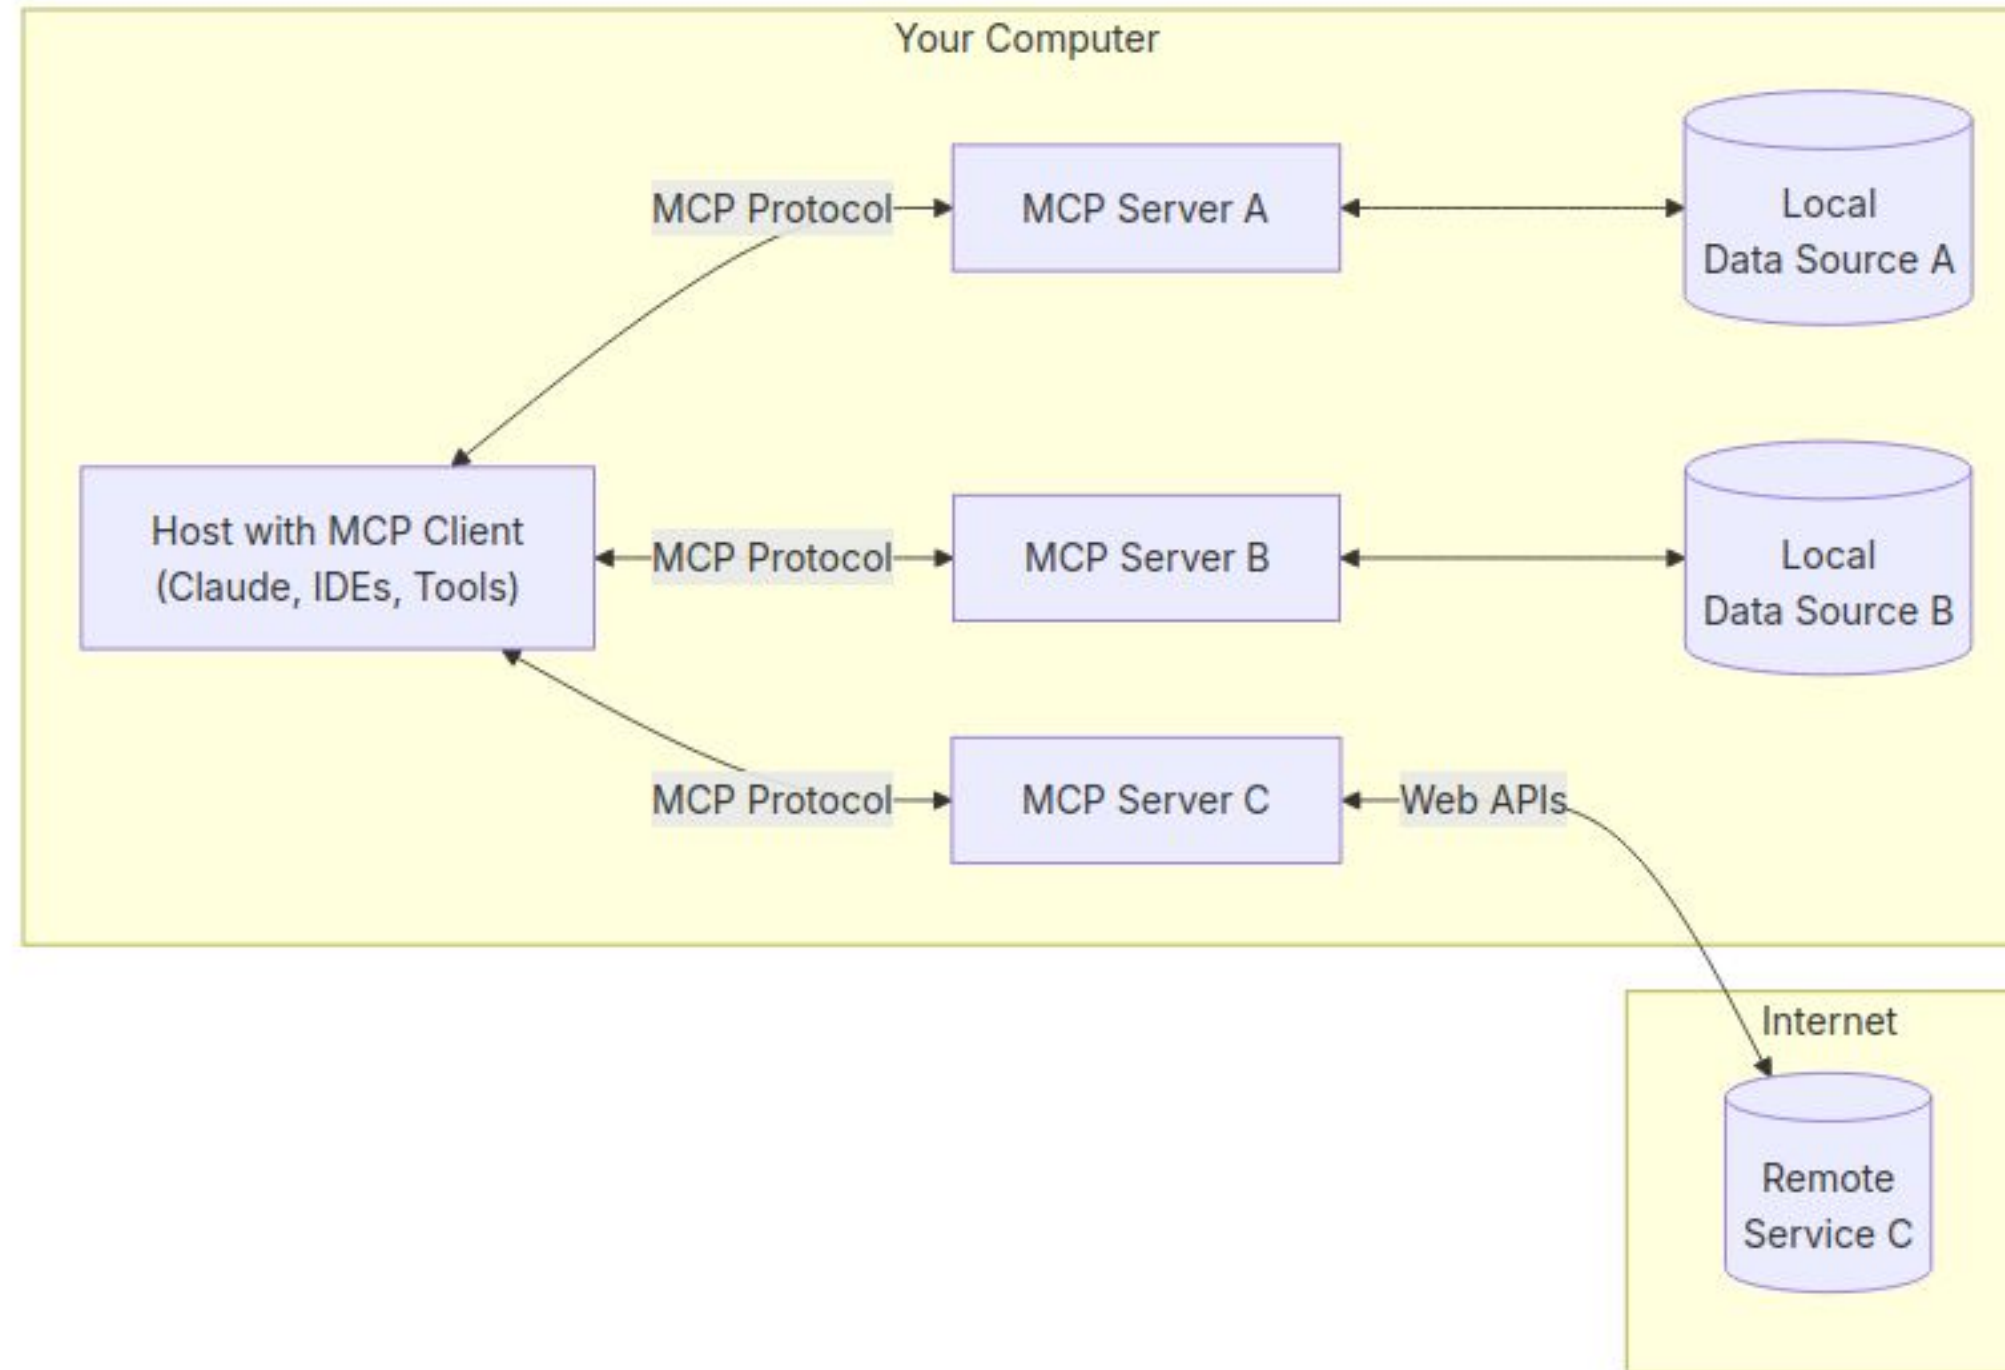 Your Computer
MCP Protocol
MCP Server A
Local
Data Source A
Host with MCP Client
(Claude, IDEs, Tools)
MCP Protocol
MCP Server B
Local
Data Source B
MCP Protocol
MCP Server C
Web APIs
Internet
Remote
Service C